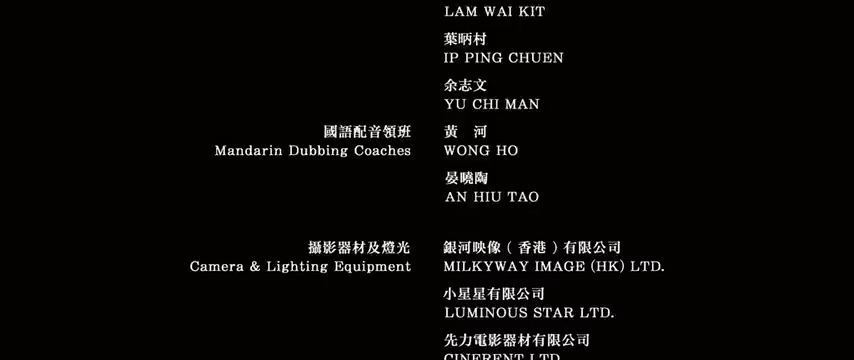 LAM WAI KIT
葉昞村
IP PING CHUEN
余志文
YU CHI MAN
國語配音領班 黃 河
Mandarin Dubbing Coaches WONG HO
晏曉陶
AN HIU TAO
攝影器材及燈光 銀河映像 ( 香港 ) 有限公司
Camera & Lighting Equipment MILKYWAY IMAGE (HK) LTD.
小星星有限公司
LUMINOUS STAR LTD.
先力電影器材有限公司
CINERENT LTD